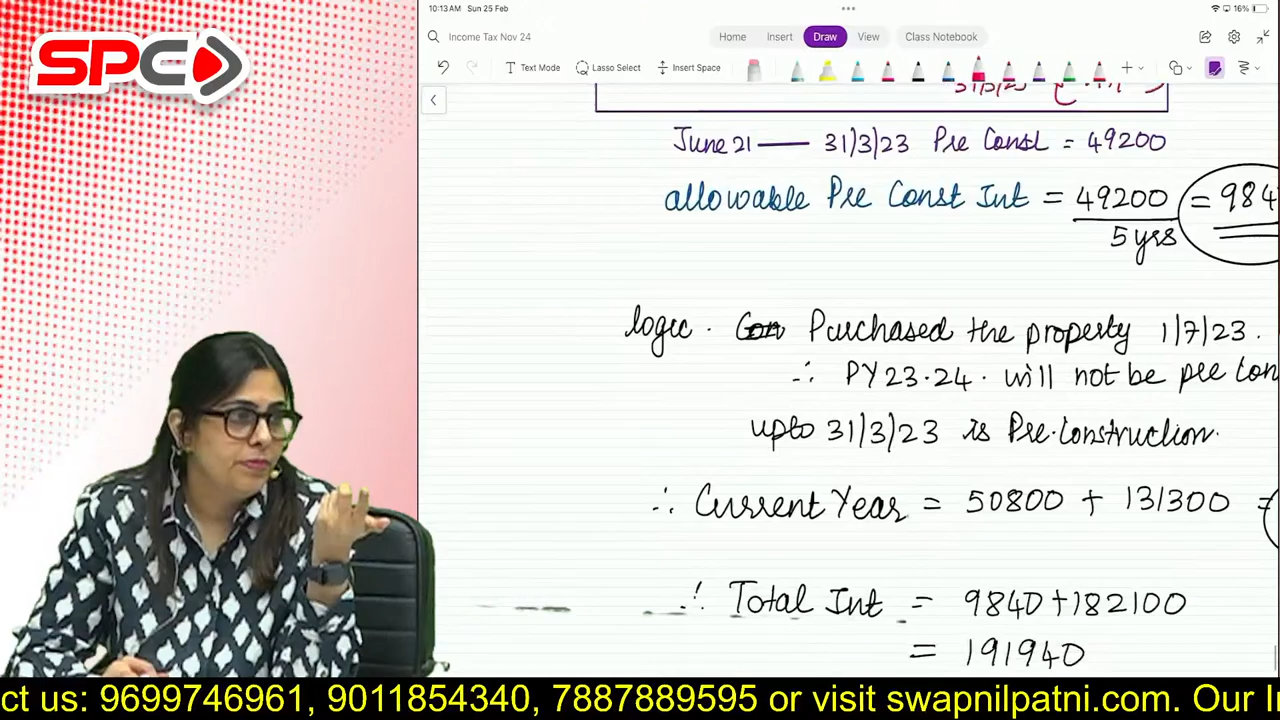 10:13 AM Sun 25 Feb
16%
SPC
Income Tax Nov 24
Home Insert Draw View Class Notebook
Text Mode Lasso Select Insert Space
31/3/23
June 21 — 31/3/23 Pre Const = 49200
allowable Pre Const Int = 49200 = 984
5 yrs
logic. Purchased the property 1/7/23.
∴ PY 23.24. will not be pre Con
upto 31/3/23 is Pre-Construction.
∴ Current Year = 50800 + 131300 =
∴ Total Int = 9840+182100
= 191940
ct us: 9699746961, 9011854340, 7887889595 or visit swapnilpatni.com. Our I